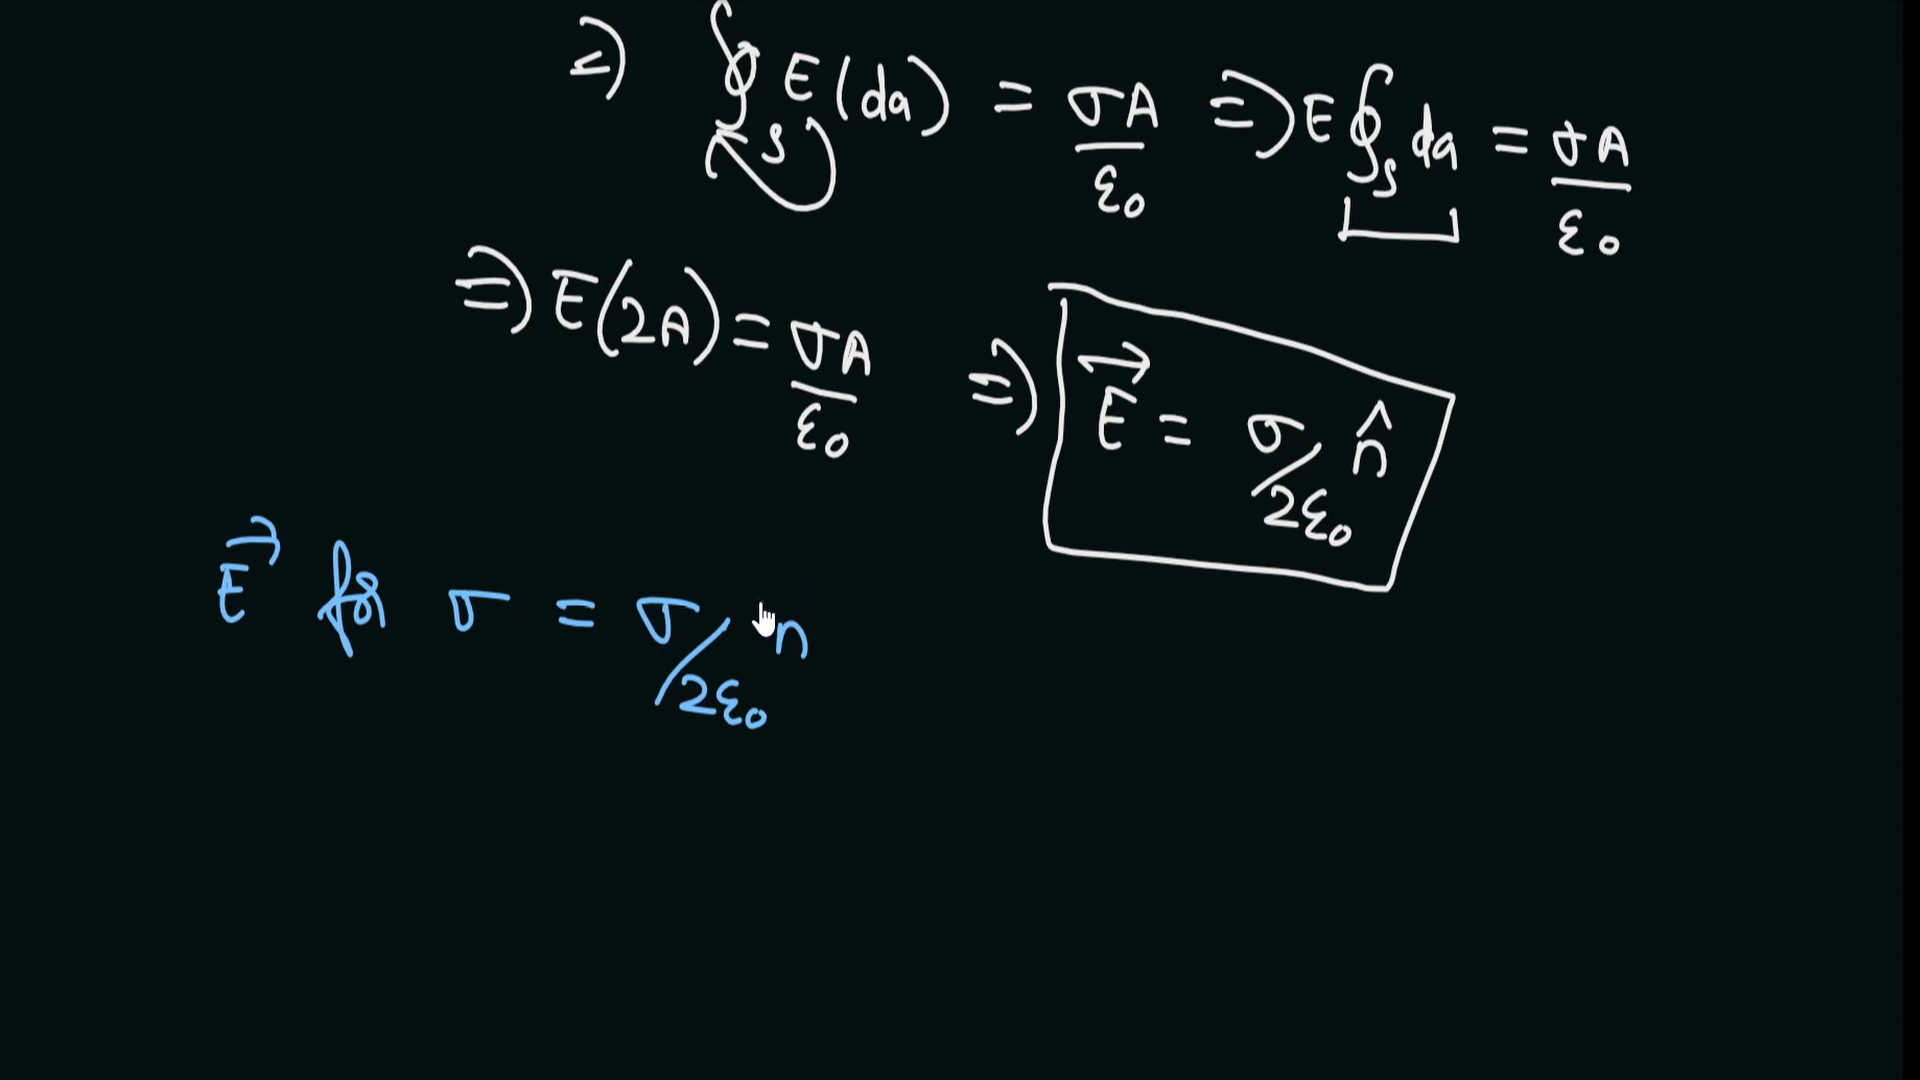 ⇒ ∮_S E(da) = σA/ε₀ ⇒ E∮_S da = σA/ε₀
⇒ E(2A) = σA/ε₀ ⇒ E⃗ = σ/2ε₀ n̂
E⃗ for σ = σ/2ε₀ n